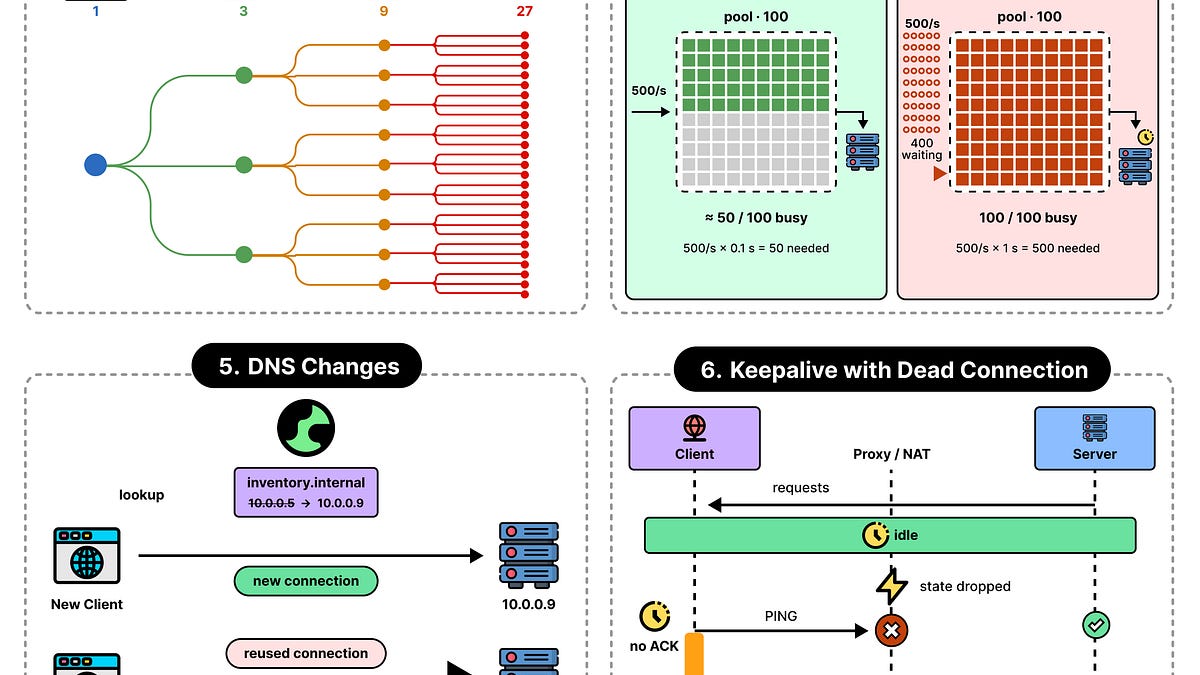 1
3
9
27
pool · 100
500/s
≈ 50 / 100 busy
500/s × 0.1 s = 50 needed
500/s
pool · 100
400
waiting
100 / 100 busy
500/s × 1 s = 500 needed
5. DNS Changes
lookup
inventory.internal
10.0.0.5 → 10.0.0.9
new connection
New Client
10.0.0.9
reused connection
6. Keepalive with Dead Connection
Client
Proxy / NAT
Server
requests
idle
state dropped
PING
no ACK